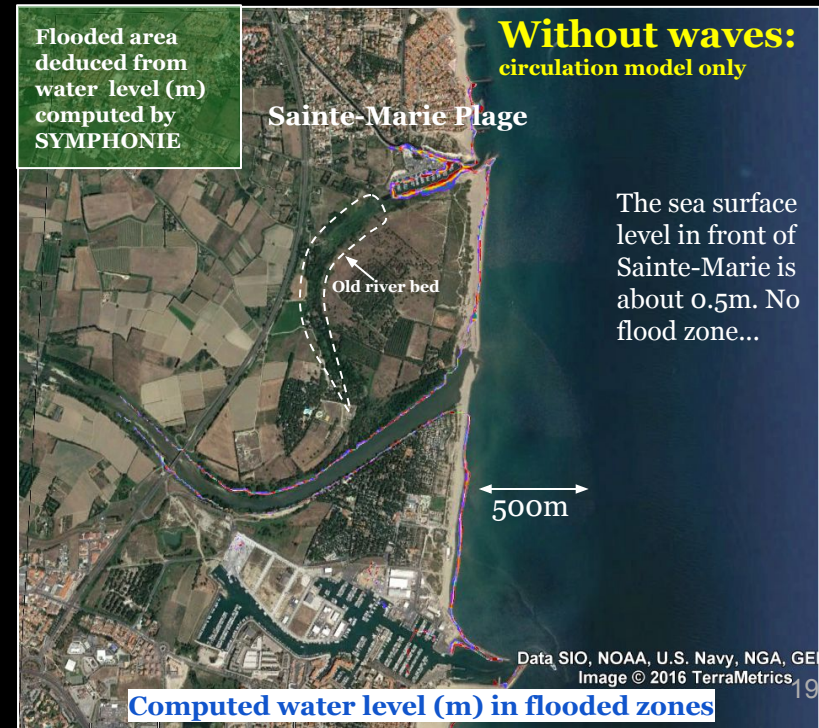 Flooded area
deduced from
water level (m)
computed by
SYMPHONIE
Without waves:
circulation model only
Sainte-Marie Plage
The sea surface
level in front of
Sainte-Marie is
about 0.5m. No
flood zone...
Old river bed
500m
Data SIO, NOAA, U.S. Navy, NGA, GE
Image © 2016 TerraMetrics
19
Computed water level (m) in flooded zones